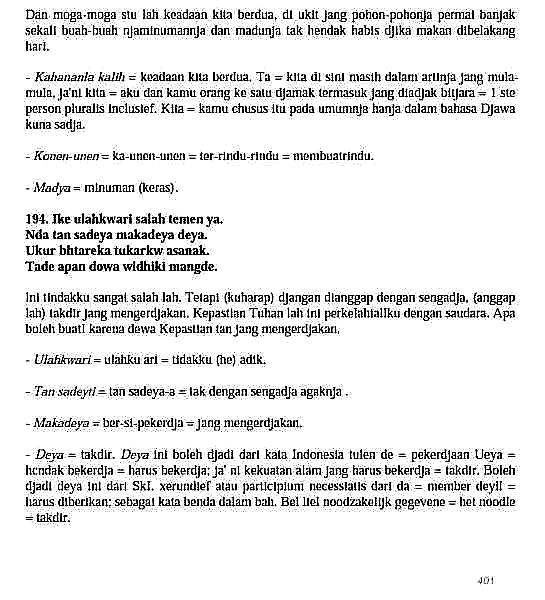 Dan moga-moga stu lah keadaan kita berdua, di ukit jang pohon-pohonja permai banjak
sekali buah-buah njaminumannja dan madunja tak hendak habis djika makan dibelakang
hari.
- Kahananla kalih = keadaan kita berdua. Ta = kita di sini masih dalam artinja jang mula-
mula, ja'ni kita = aku dan kamu orang ke satu djamak termasuk jang diadjak bitjara = 1 ste
person pluralis inclusief. Kita = kamu chusus itu pada umumnja hanja dalam bahasa Djawa
kuna sadja.
- Konen-unen = ka-unen-unen = ter-rindu-rindu = membuatrindu.
- Madya = minuman (keras).
194. Ike ulahkwari salah temen ya.
Nda tan sadeya makadeya deya.
Ukur bhtareka tukarkw asanak.
Tade apan dowa widhiki mangde.
Ini tindakku sangat salah lah. Tetapi (kuharap) djangan dianggap dengan sengadja, (anggap
lah) takdir jang mengerdjakan. Kepastian Tuhan lah ini perkelahialiku dengan saudara. Apa
boleh buatI karena dewa Kepastian tan jang mengerdjakan,
- Ulahkwari = ulahku ari = tidakku (he) adik.
- Tan sadeyti = tan sadeya-a = tak dengan sengadja agaknja .
- Makadeya = ber-si-pekerdja = jang mengerdjakan.
- Deya = takdir. Deya ini boleh djadi dari kata Indonesia tulen de = pekerdjaan Ueya =
hcndak bekerdja = harus bekerdja; ja' ni kekuatan alam jang harus bekerdja = takdir. Boleh
djadi deya ini dari SkI. xerundief atau participium necessiatis dari da = member deyil =
harus diberikan; sebagai kata benda dalam bah. Bel liel noodzakelijk gegevene = het noodle
= takdir.
401